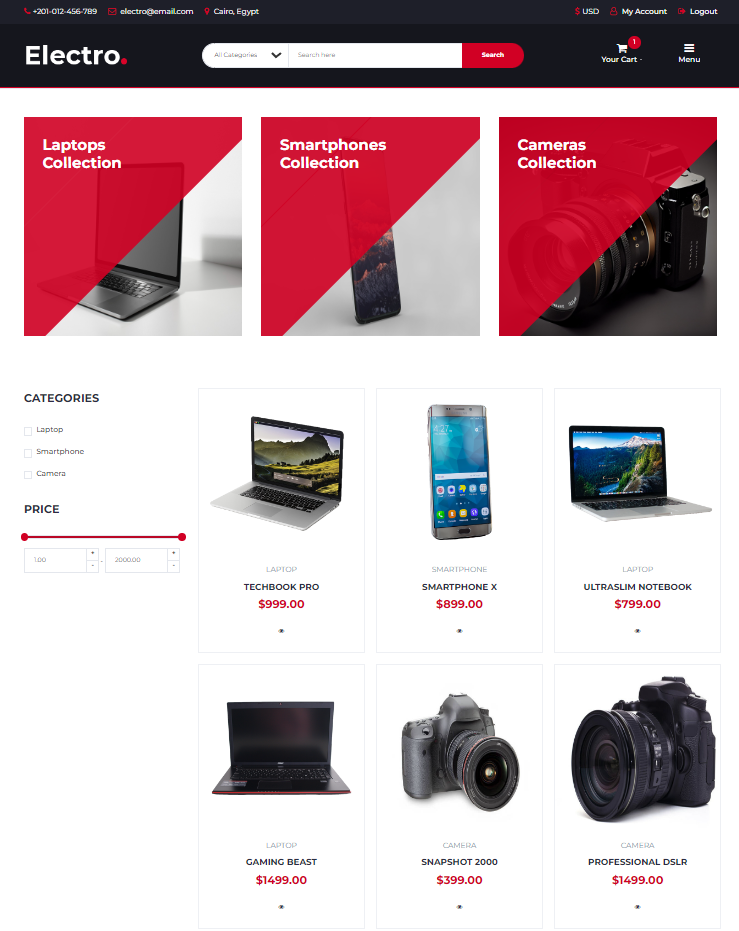 +201-012-456-789 electro@email.com Cairo, Egypt $ USD My Account Logout
Electro.
All Categories Search here Search
1
Your Cart
Menu
Laptops
Collection
Smartphones
Collection
Cameras
Collection
CATEGORIES
Laptop
Smartphone
Camera
PRICE
1.00 + - - 2000.00 + -
LAPTOP
TECHBOOK PRO
$999.00
SMARTPHONE
SMARTPHONE X
$899.00
LAPTOP
ULTRASLIM NOTEBOOK
$799.00
LAPTOP
GAMING BEAST
$1499.00
CAMERA
SNAPSHOT 2000
$399.00
CAMERA
PROFESSIONAL DSLR
$1499.00